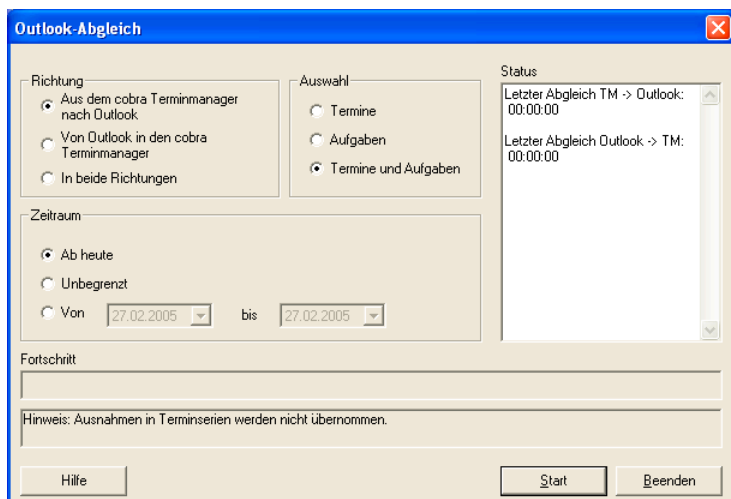 Outlook-Abgleich
Richtung
Aus dem cobra Terminmanager
nach Outlook
Von Outlook in den cobra
Terminmanager
In beide Richtungen
Auswahl
Termine
Aufgaben
Termine und Aufgaben
Status
Letzter Abgleich TM -> Outlook:
00:00:00
Letzter Abgleich Outlook -> TM:
00:00:00
Zeitraum
Ab heute
Unbegrenzt
Von 27.02.2005 bis 27.02.2005
Fortschritt
Hinweis: Ausnahmen in Terminserien werden nicht übernommen.
Hilfe Start Beenden